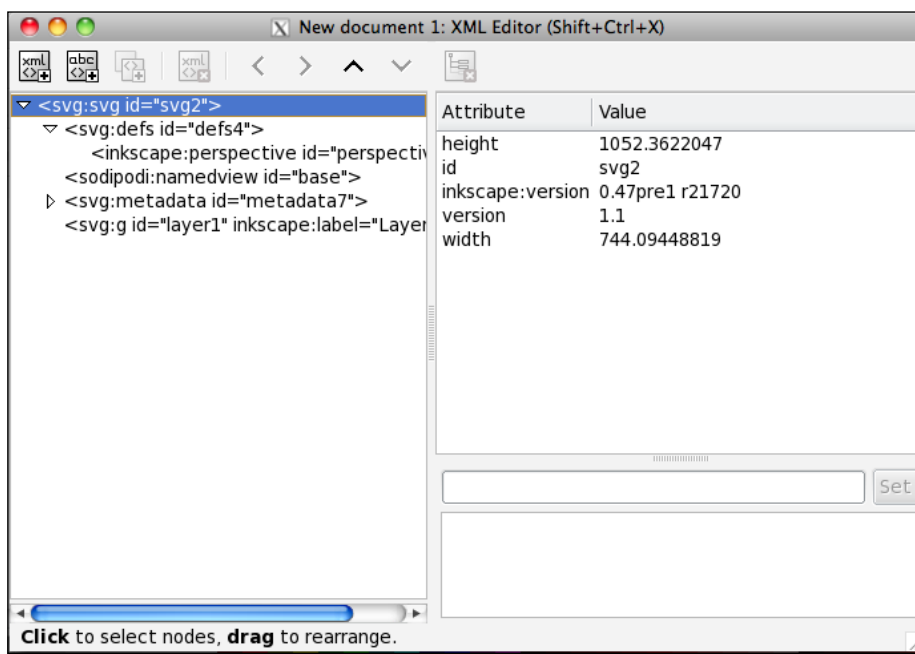 New document 1: XML Editor (Shift+Ctrl+X)
xml abc xml
<svg:svg id="svg2">
<svg:defs id="defs4">
<inkscape:perspective id="perspectiv
<sodipodi:namedview id="base">
<svg:metadata id="metadata7">
<svg:g id="layer1" inkscape:label="Layer
Attribute Value
height 1052.3622047
id svg2
inkscape:version 0.47pre1 r21720
version 1.1
width 744.09448819
Set
Click to select nodes, drag to rearrange.